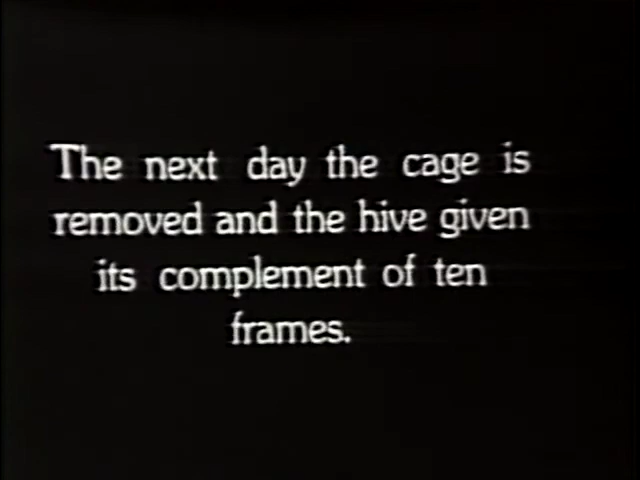 The next day the cage is
removed and the hive given
its complement of ten
frames.